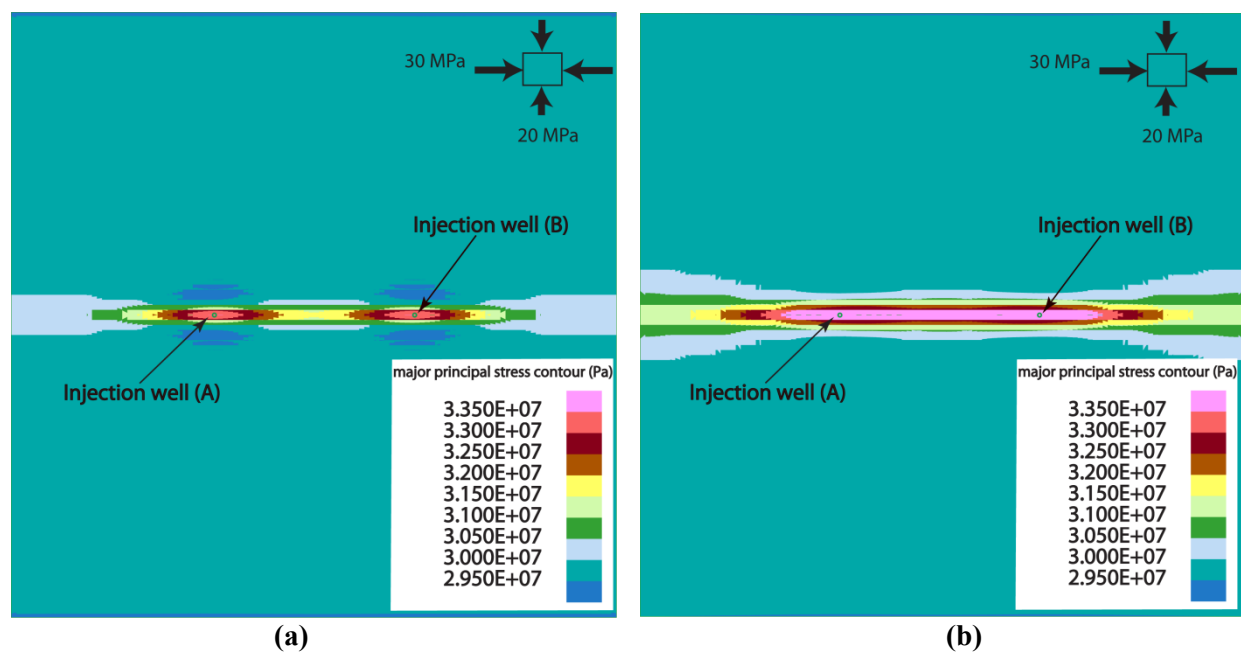 30 MPa
20 MPa
Injection well (B)
Injection well (A)
major principal stress contour (Pa)
3.350E+07
3.300E+07
3.250E+07
3.200E+07
3.150E+07
3.100E+07
3.050E+07
3.000E+07
2.950E+07
(a)
30 MPa
20 MPa
Injection well (B)
Injection well (A)
major principal stress contour (Pa)
3.350E+07
3.300E+07
3.250E+07
3.200E+07
3.150E+07
3.100E+07
3.050E+07
3.000E+07
2.950E+07
(b)